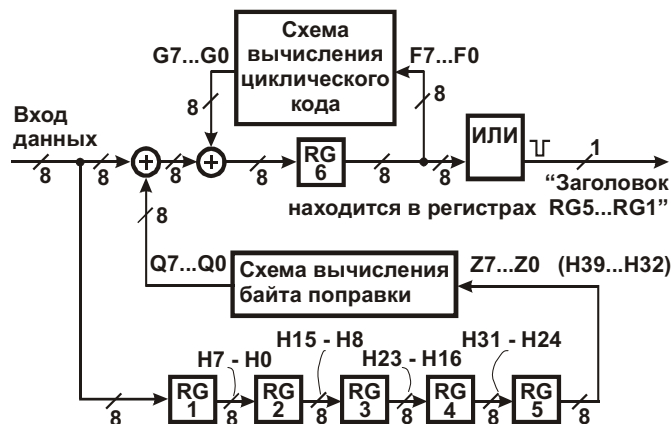 Схема
вычисления
циклического
кода
G7...G0
F7...F0
8
8
Вход
данных
8
8
8
8
RG
6
8
8
ИЛИ
1
“Заголовок
находится в регистрах RG5...RG1”
8
Q7...Q0
Схема вычисления
байта поправки
Z7...Z0 (H39...H32)
H7 - H0
H15 - H8
H23 - H16
H31 - H24
8
RG
1
8
RG
2
8
RG
3
8
RG
4
8
RG
5
8